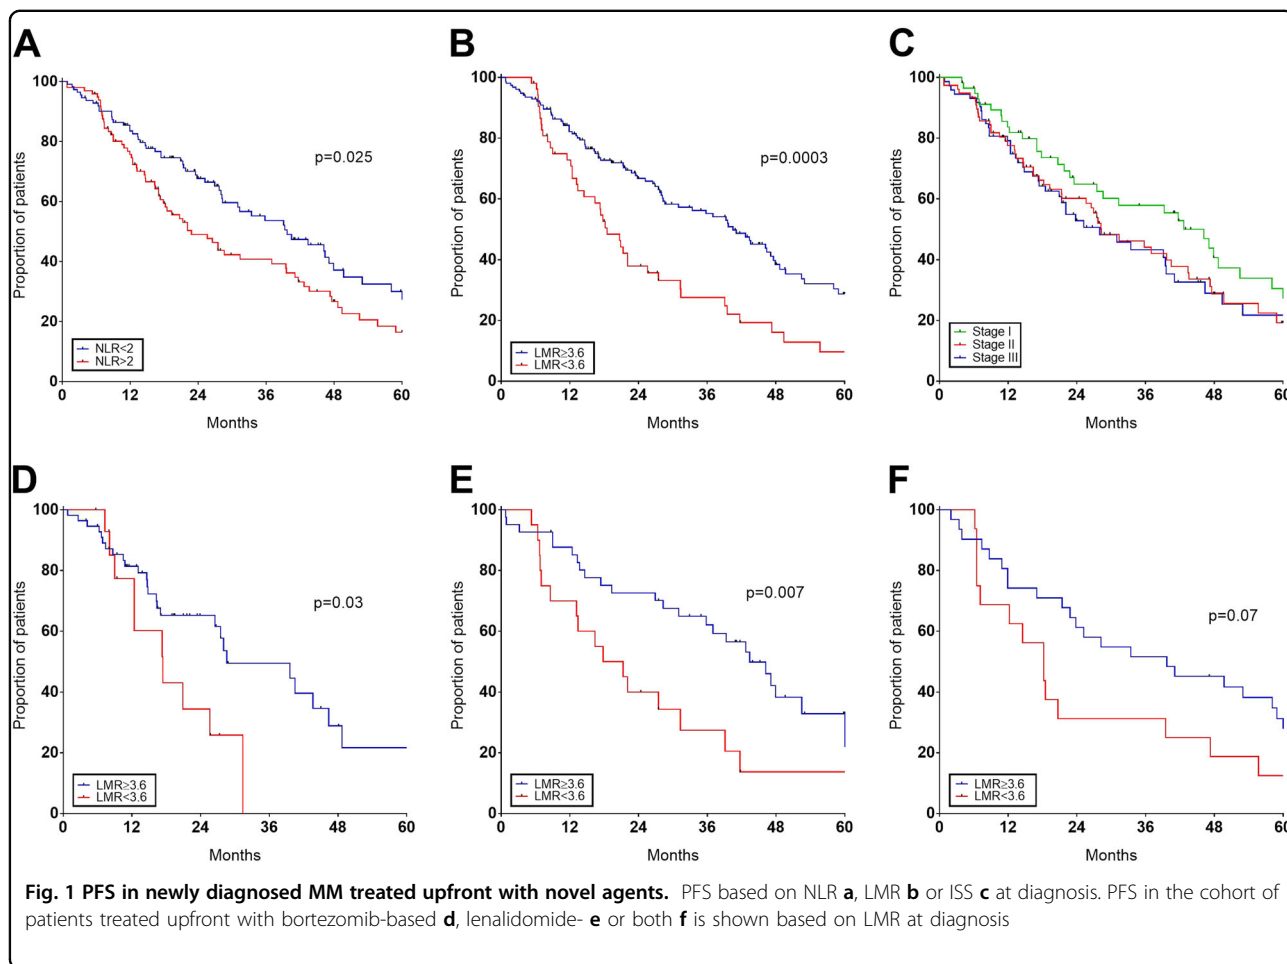 A
Proportion of patients
100
80
60
40
20
0
0 12 24 36 48 60
Months
p=0.025
NLR<2
NLR>2
B
Proportion of patients
100
80
60
40
20
0
0 12 24 36 48 60
Months
p=0.0003
LMR≥3.6
LMR<3.6
C
Proportion of patients
100
80
60
40
20
0
0 12 24 36 48 60
Months
Stage I
Stage II
Stage III
D
Proportion of patients
100
80
60
40
20
0
0 12 24 36 48 60
Months
p=0.03
LMR≥3.6
LMR<3.6
E
Proportion of patients
100
80
60
40
20
0
0 12 24 36 48 60
Months
p=0.007
LMR≥3.6
LMR<3.6
F
Proportion of patients
100
80
60
40
20
0
0 12 24 36 48 60
Months
p=0.07
LMR≥3.6
LMR<3.6
Fig. 1 PFS in newly diagnosed MM treated upfront with novel agents. PFS based on NLR a, LMR b or ISS c at diagnosis. PFS in the cohort of
patients treated upfront with bortezomib-based d, lenalidomide- e or both f is shown based on LMR at diagnosis